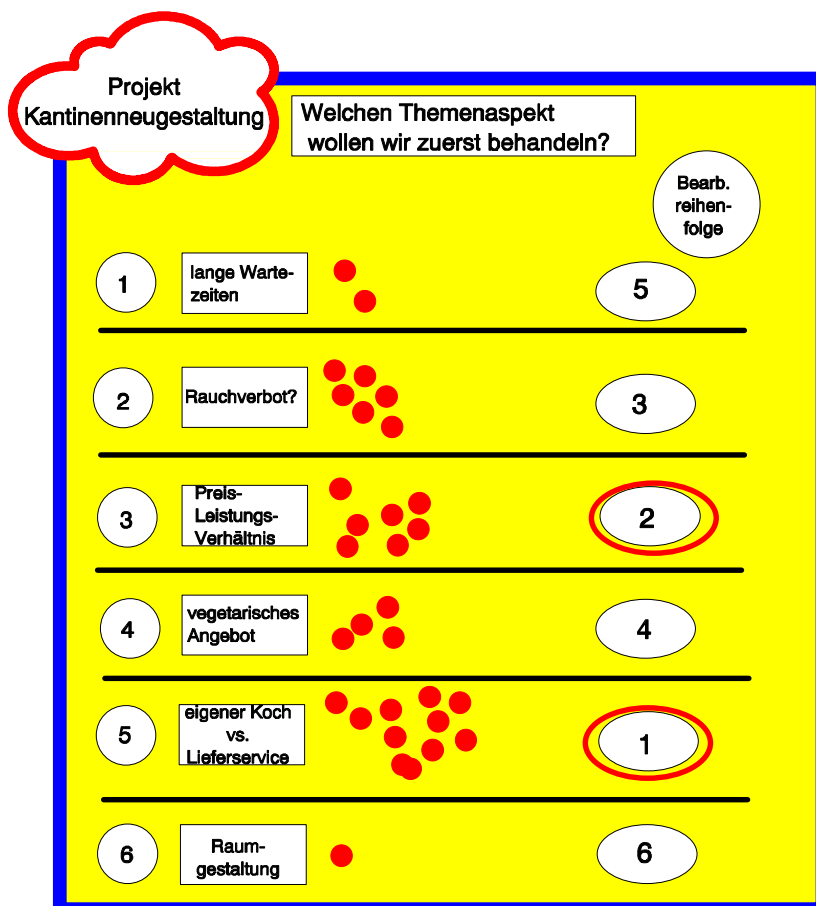 Projekt
Kantinenneugestaltung
Welchen Themenaspekt
wollen wir zuerst behandeln?
Bearb.
reihen-
folge
1
lange Warte-
zeiten
5
2
Rauchverbot?
3
3
Preis-
Leistungs-
Verhältnis
2
4
vegetarisches
Angebot
4
5
eigener Koch
vs.
Lieferservice
1
6
Raum-
gestaltung
6